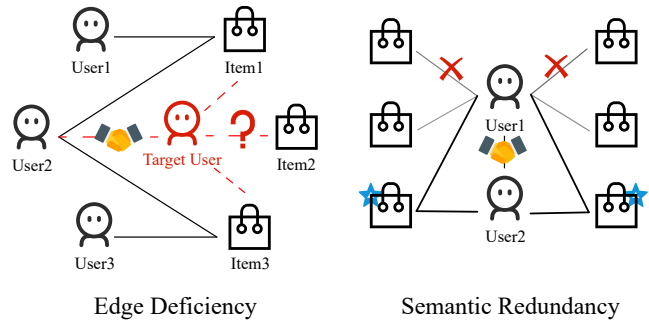 User1
Item1
User2
Target User
?
Item2
User3
Item3
Edge Deficiency
User1
User2
Semantic Redundancy